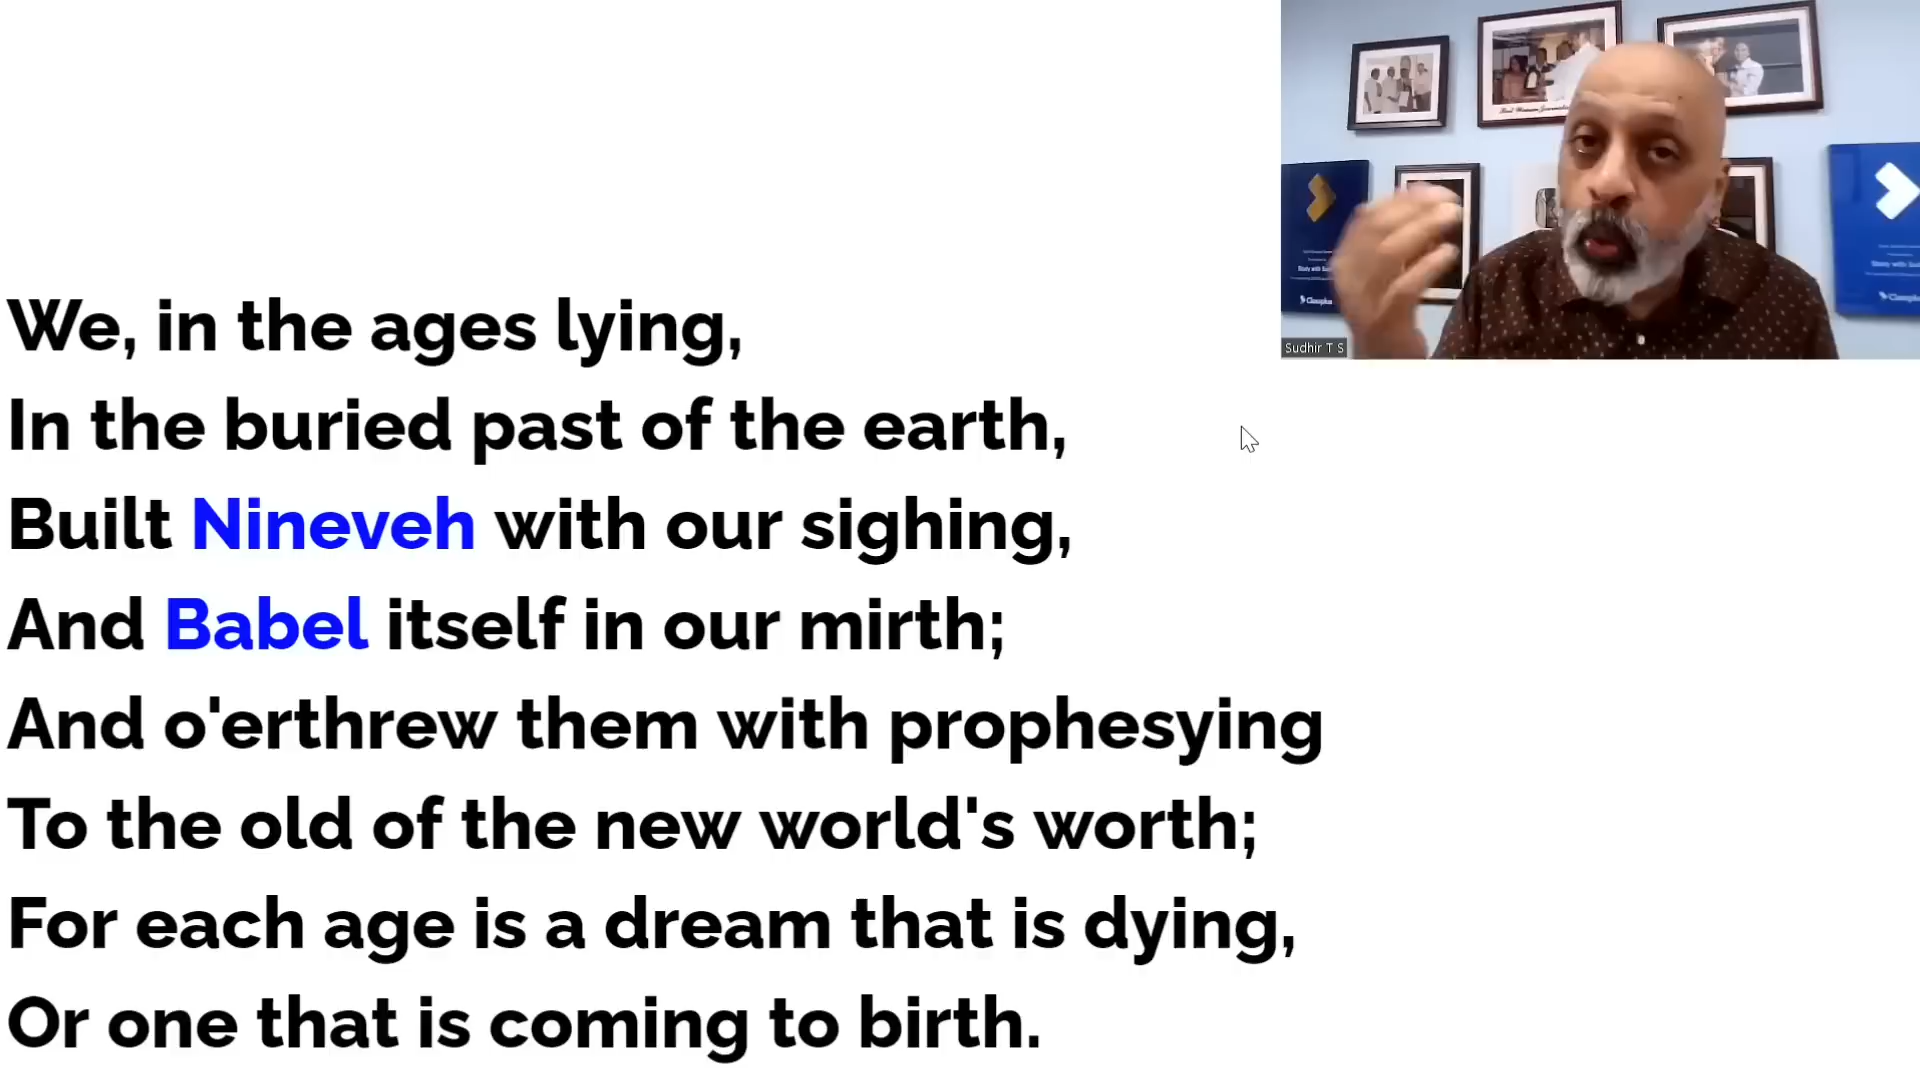 We, in the ages lying,
In the buried past of the earth,
Built Nineveh with our sighing,
And Babel itself in our mirth;
And o'erthrew them with prophesying
To the old of the new world's worth;
For each age is a dream that is dying,
Or one that is coming to birth.
Sudhir T S
Classplus
Classplus